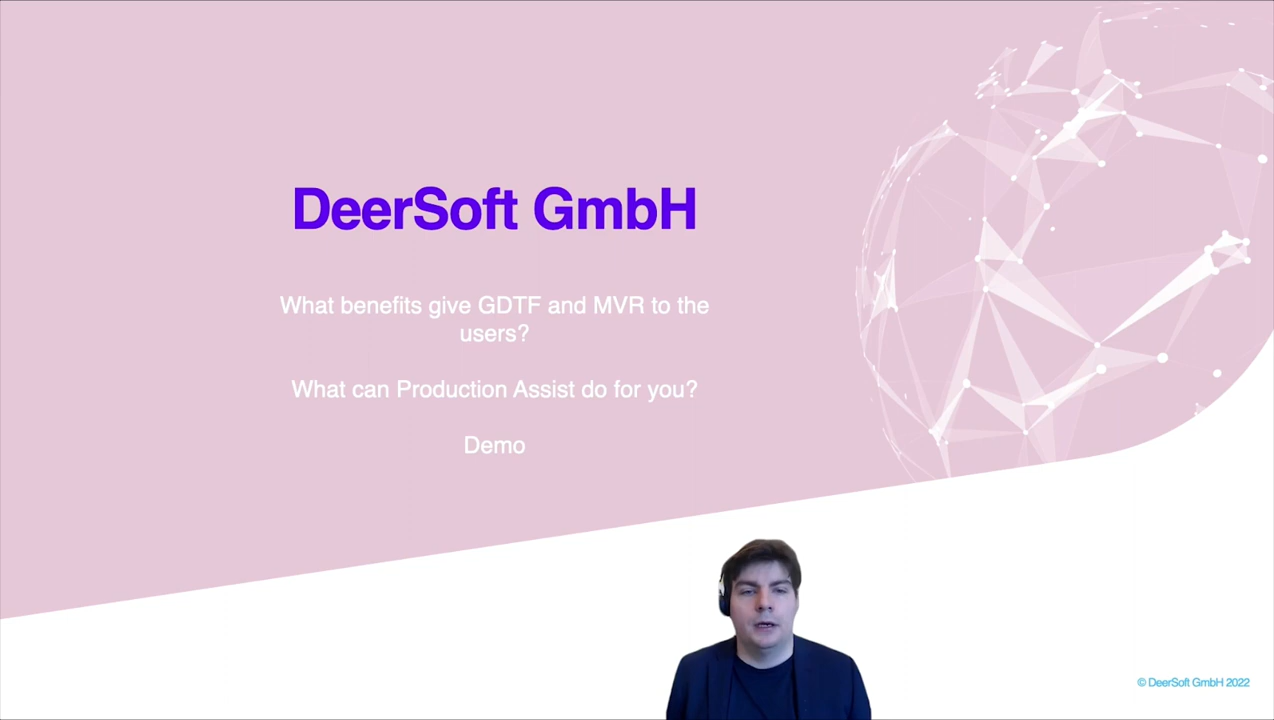 DeerSoft GmbH
What benefits give GDTF and MVR to the
users?
What can Production Assist do for you?
Demo
© DeerSoft GmbH 2022